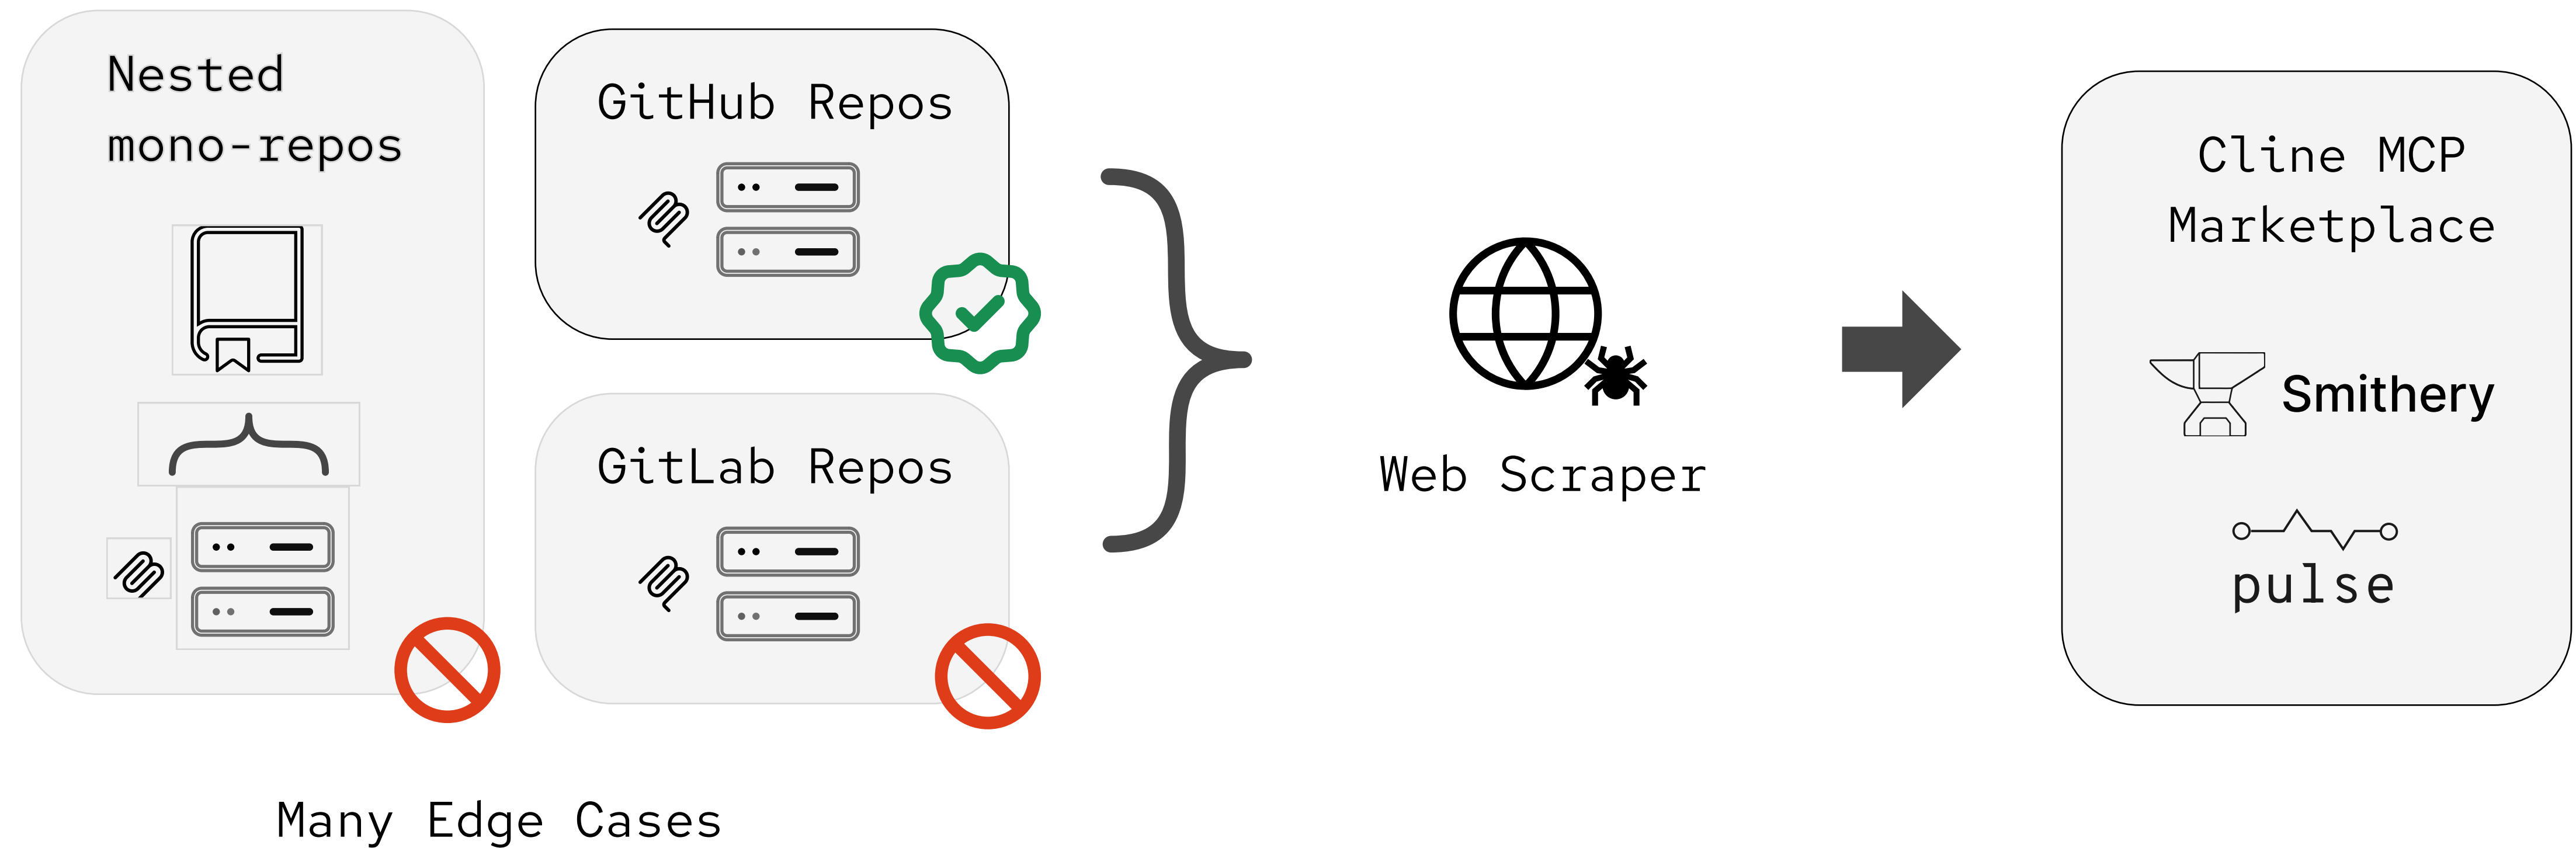 Nested
mono-repos
GitHub Repos
GitLab Repos
Many Edge Cases
Web Scraper
Cline MCP
Marketplace
Smithery
pulse